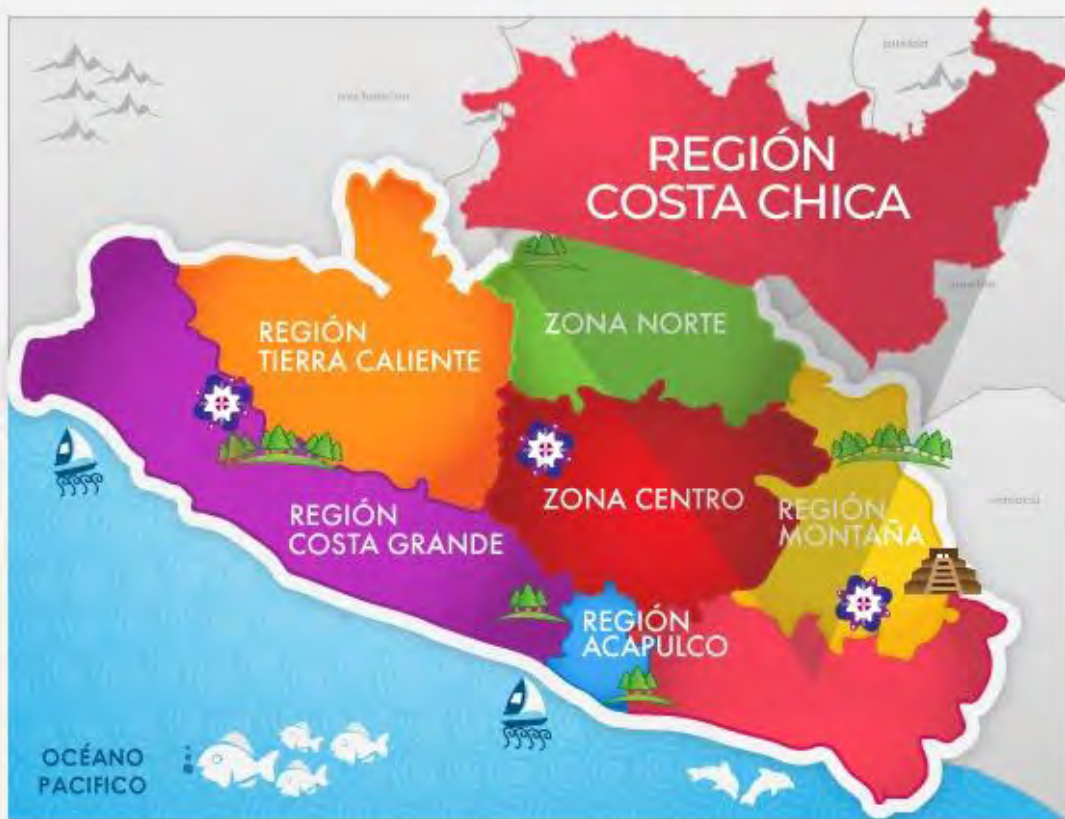 REGIÓN
COSTA CHICA
ZONA NORTE
REGIÓN
TIERRA CALIENTE
ZONA CENTRO
REGIÓN
MONTAÑA
REGIÓN
COSTA GRANDE
REGIÓN
ACAPULCO
OCÉANO
PACIFICO